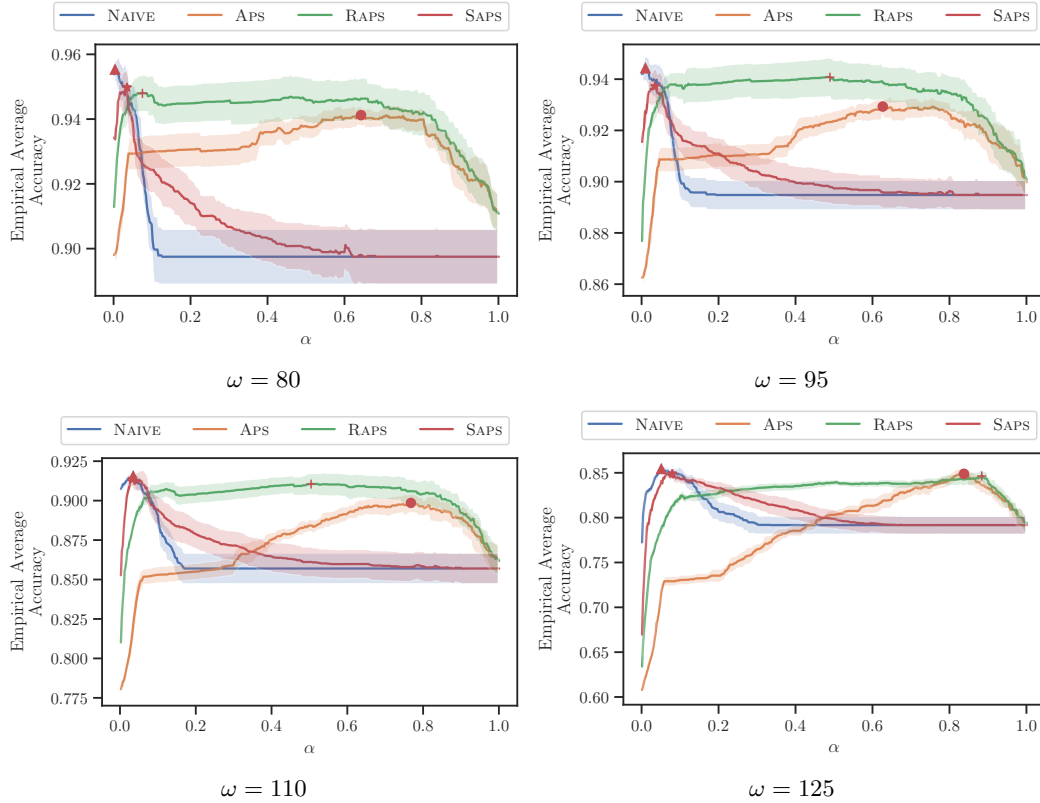 NAIVE APS RAPS SAPS
0.96
0.94
0.92
0.90
Empirical Average
Accuracy
0.0 0.2 0.4 0.6 0.8 1.0
α
ω = 80
NAIVE APS RAPS SAPS
0.94
0.92
0.90
0.88
0.86
Empirical Average
Accuracy
0.0 0.2 0.4 0.6 0.8 1.0
α
ω = 95
NAIVE APS RAPS SAPS
0.925
0.900
0.875
0.850
0.825
0.800
0.775
Empirical Average
Accuracy
0.0 0.2 0.4 0.6 0.8 1.0
α
ω = 110
NAIVE APS RAPS SAPS
0.85
0.80
0.75
0.70
0.65
0.60
Empirical Average
Accuracy
0.0 0.2 0.4 0.6 0.8 1.0
α
ω = 125